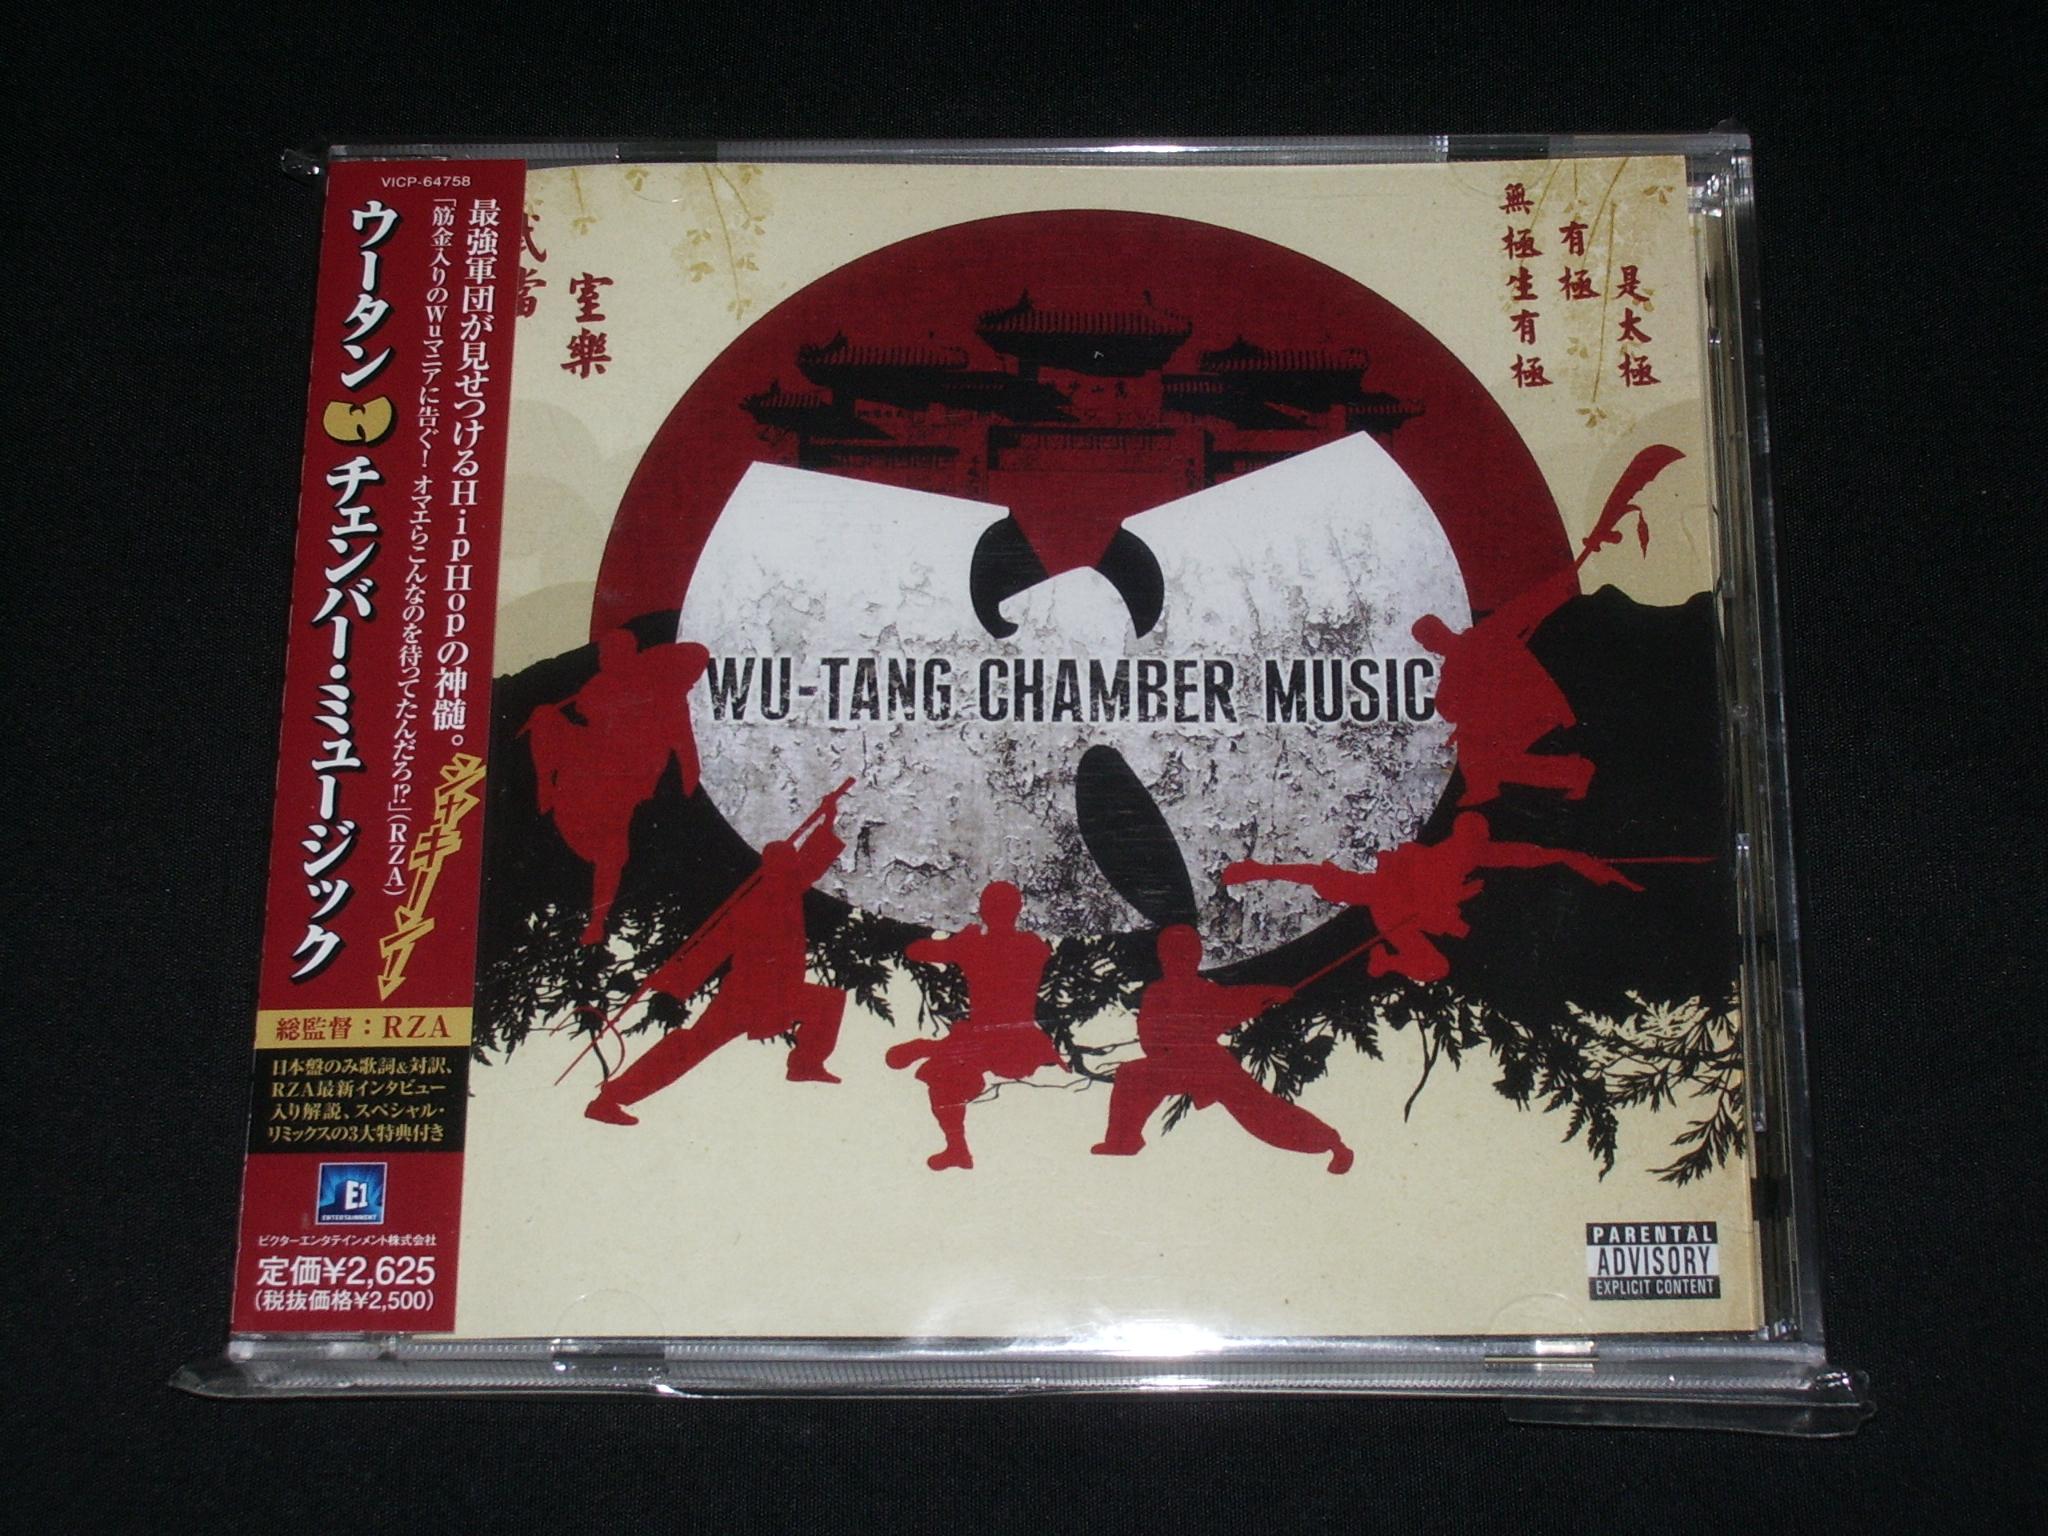 VICP-64758
最強軍団が見せつけるHipHopの神髄。
「筋金入りのWuマニアに告ぐ! オマエらこんなのを待ってたんだろ!?」(RZA)
ウータン チェンバー・ミュージック
総監督:RZA
日本盤のみ歌詞&対訳、
RZA最新インタビュー
入り解説、スペシャル・
リミックスの3大特典付き
E1
ENTERTAINMENT
ビクターエンタテインメント株式会社
定価¥2,625
(税抜価格¥2,500)
室樂
無極生有極
有極
是太極
WU-TANG CHAMBER MUSIC
PARENTAL
ADVISORY
EXPLICIT CONTENT